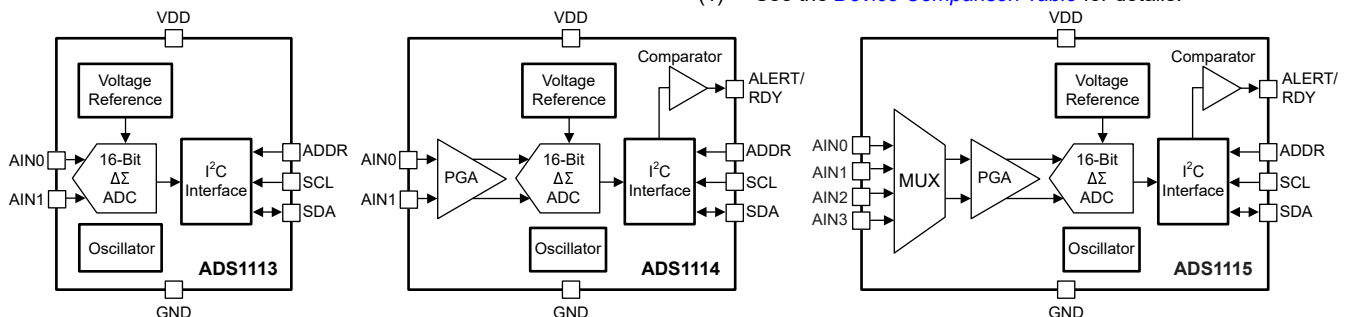 (1) See the Device Comparison Table for details.
VDD
Voltage
Reference
AIN0
AIN1
16-Bit
ΔΣ
ADC
I²C
Interface
ADDR
SCL
SDA
Oscillator
ADS1113
GND
VDD
Comparator
Voltage
Reference
ALERT/
RDY
AIN0
AIN1
PGA
16-Bit
ΔΣ
ADC
I²C
Interface
ADDR
SCL
SDA
Oscillator
ADS1114
GND
VDD
Comparator
Voltage
Reference
ALERT/
RDY
AIN0
AIN1
AIN2
AIN3
MUX
PGA
16-Bit
ΔΣ
ADC
I²C
Interface
ADDR
SCL
SDA
Oscillator
ADS1115
GND